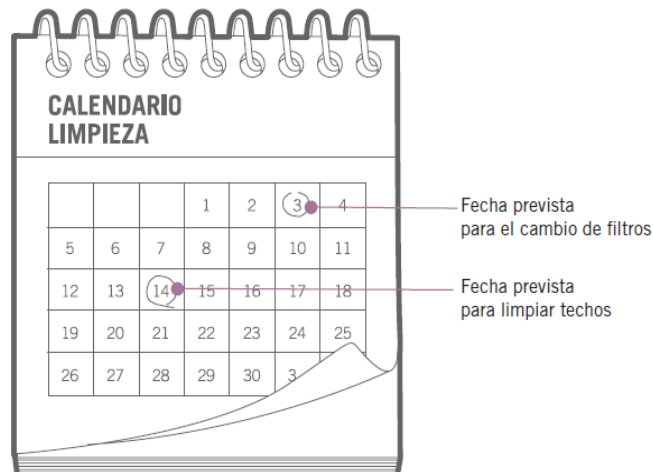 CALENDARIO
LIMPIEZA
1 2 3 4
Fecha prevista
para el cambio de filtros
5 6 7 8 9 10 11
12 13 14 15 16 17 18
Fecha prevista
para limpiar techos
19 20 21 22 23 24 25
26 27 28 29 30 3